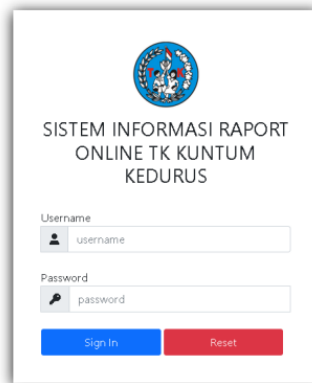 T K
SISTEM INFORMASI RAPORT
ONLINE TK KUNTUM
KEDURUS
Username
username
Password
password
Sign In Reset